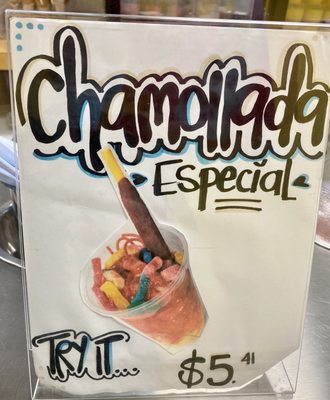 Chamollada
Especial
TRY IT...
$5.41